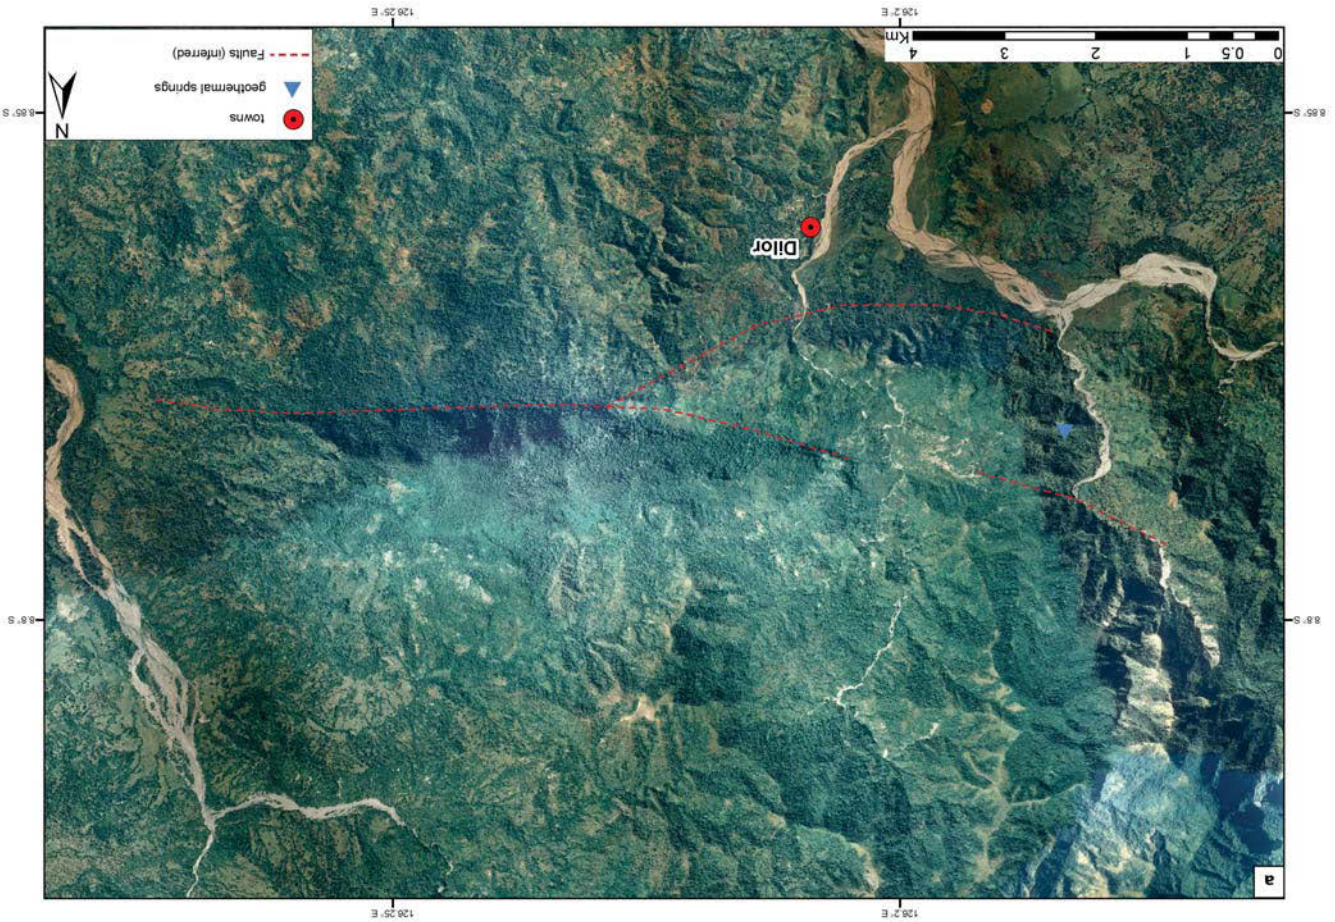 126.2° E
126.25° E
a
8.8° S
8.8° S
Dilor
8.85° S
8.85° S
towns
geothermal springs
Faults (inferred)
N
0 0.5 1 2 3 4
Km
126.2° E
126.25° E